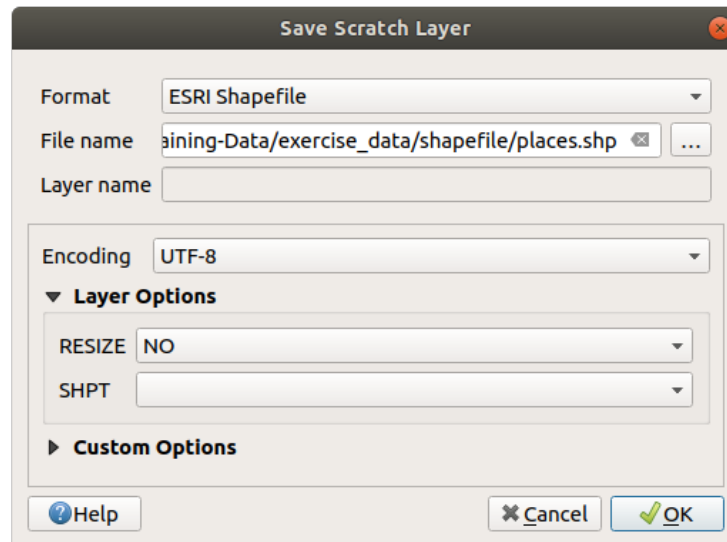 Save Scratch Layer
Format ESRI Shapefile
File name aining-Data/exercise_data/shapefile/places.shp ...
Layer name
Encoding UTF-8
Layer Options
RESIZE NO
SHPT
Custom Options
Help Cancel OK